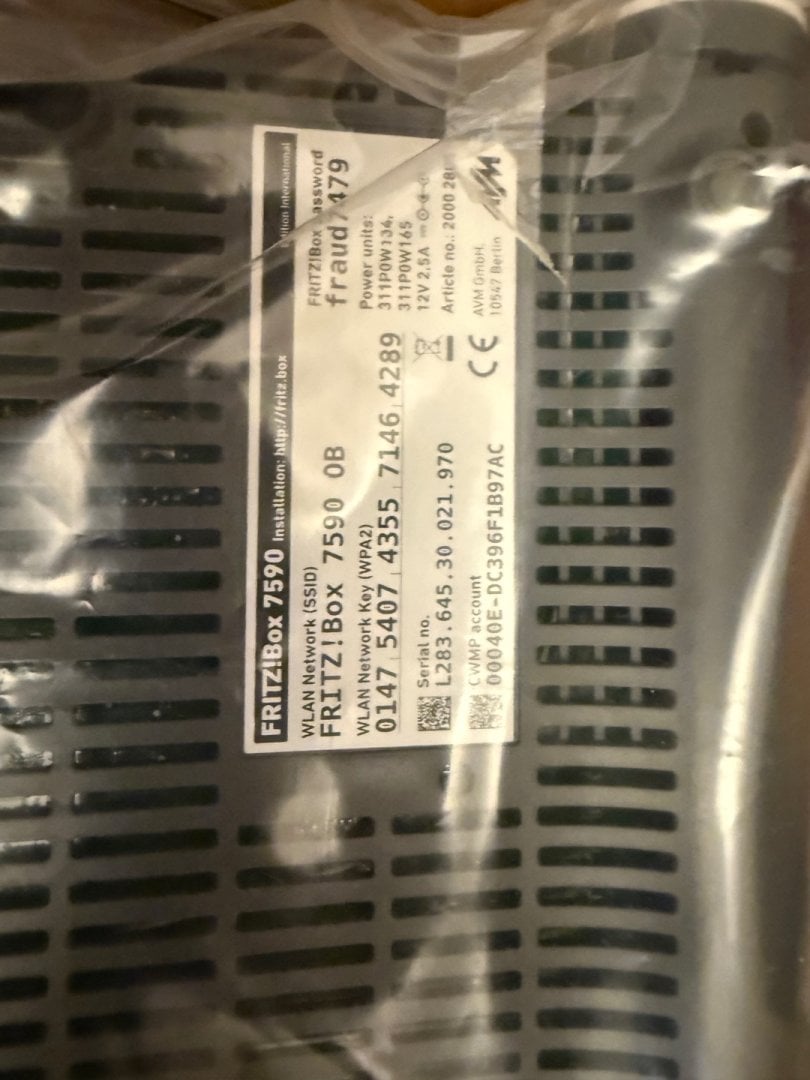 FRITZ!Box 7590 Installation: http://fritz.box
WLAN Network (SSID)
FRITZ!Box 7590 OB
WLAN Network Key (WPA2)
0147 5407 4355 7146 4289
Serial no.
L283.645.30.021.970
CWMP account
00040E-DC396F1B97AC
International
FRITZ!Box
Power units:
311P0W134,
311P0W165
12V 2,5A
Article no.: 2000
AVM GmbH,
10547 Berlin
CE
AVM